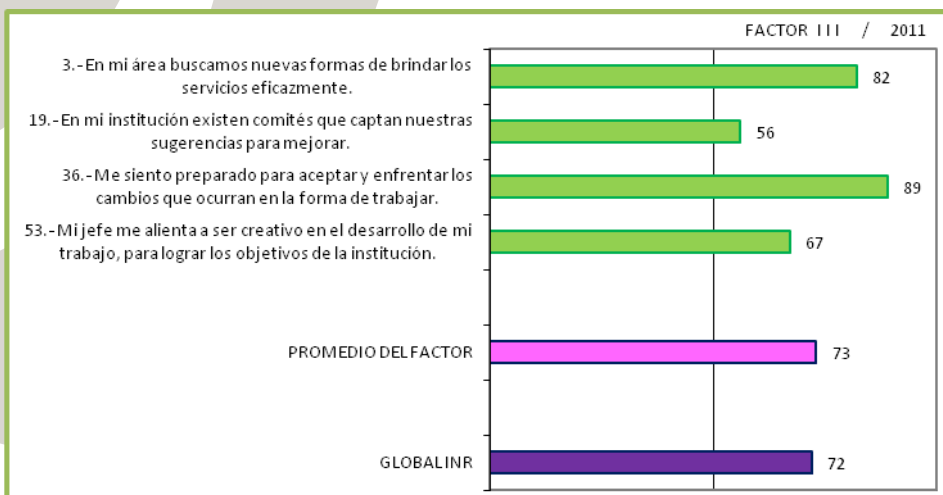 FACTOR III / 2011
3.-En mi área buscamos nuevas formas de brindar los
servicios eficazmente.
82
19.-En mi institución existen comités que captan nuestras
sugerencias para mejorar.
56
36.-Me siento preparado para aceptar y enfrentar los
cambios que ocurran en la forma de trabajar.
89
53.-Mi jefe me alienta a ser creativo en el desarrollo de mi
trabajo, para lograr los objetivos de la institución.
67
PROMEDIO DEL FACTOR
73
GLOBAL INR
72